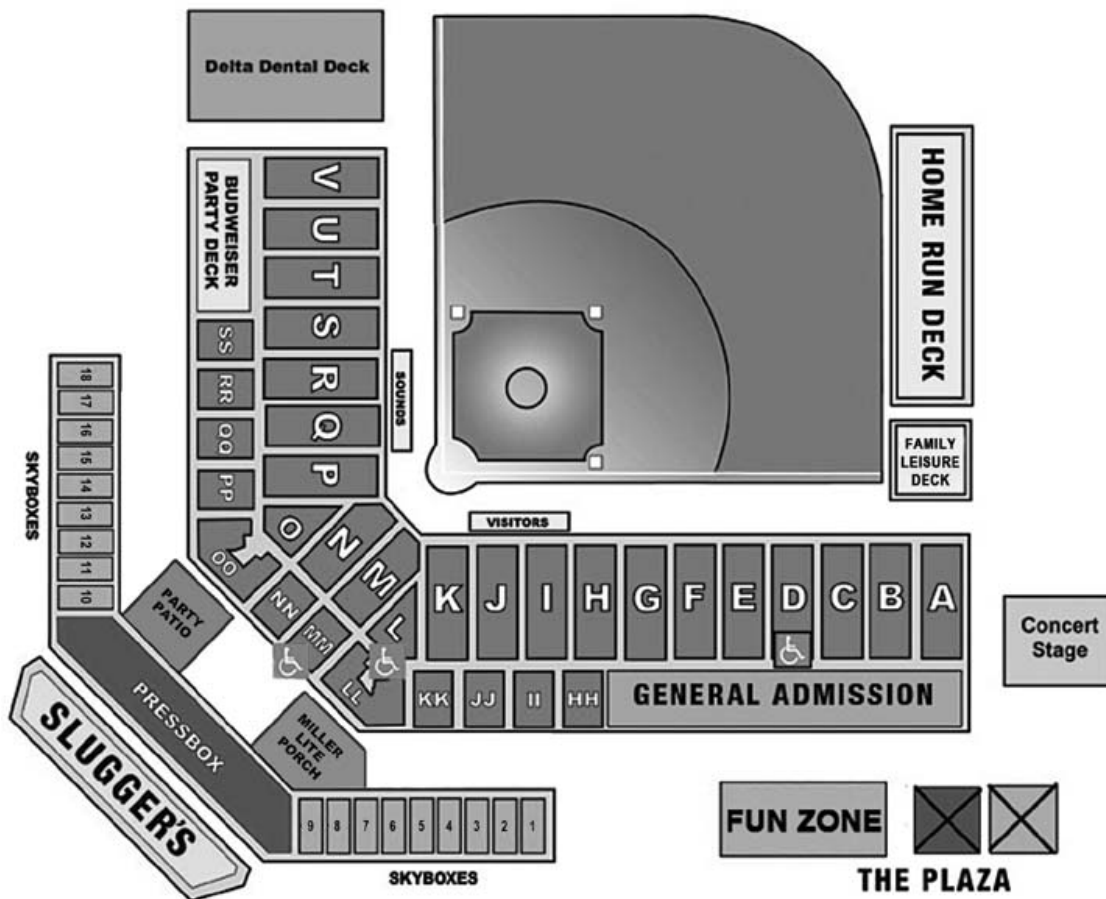 Delta Dental Deck
BUDWEISER
PARTY DECK
V
U
T
S
R
Q
P
O
N
M
L
SS
RR
QQ
PP
OO
NN
MM
LL
SOUNDS
HOME RUN DECK
FAMILY
LEISURE
DECK
VISITORS
K J I H G F E D C B A
KK JJ II HH
GENERAL ADMISSION
Concert
Stage
SKYBOXES
18
17
16
15
14
13
12
11
10
PARTY
PATIO
PRESSBOX
SLUGGER'S
MILLER
LITE
PORCH
9 8 7 6 5 4 3 2 1
SKYBOXES
FUN ZONE
THE PLAZA